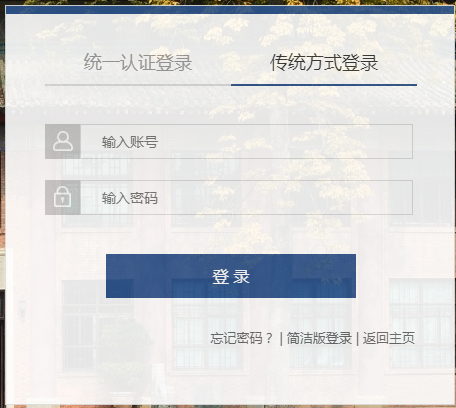 统一认证登录 传统方式登录
输入账号
输入密码
登录
忘记密码？ | 简洁版登录 | 返回主页